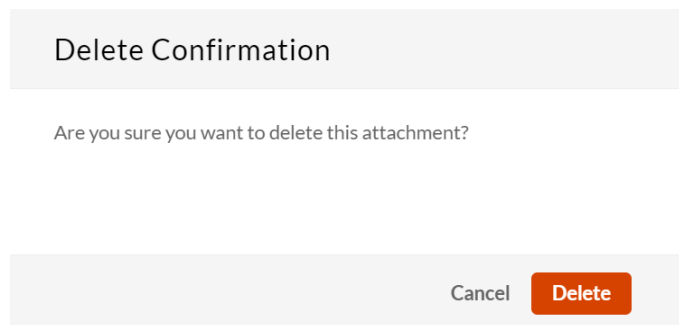 Delete Confirmation
Are you sure you want to delete this attachment?
Cancel Delete